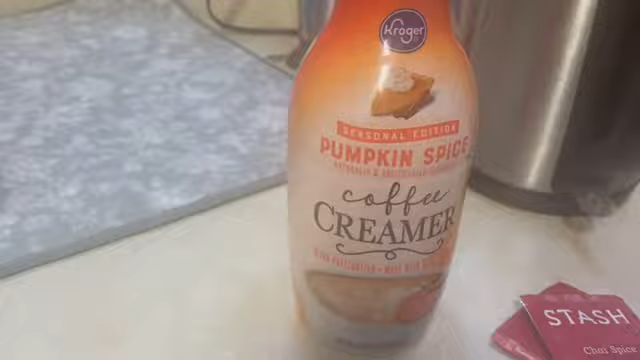 Kroger
SEASONAL EDITION
PUMPKIN SPICE
coffee
CREAMER
STASH
Chai Spice